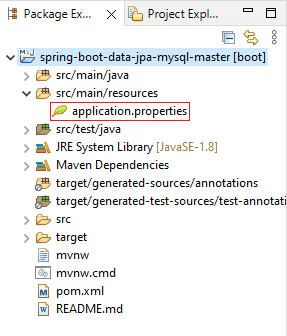 Package Ex...
Project Expl...
spring-boot-data-jpa-mysql-master [boot]
src/main/java
src/main/resources
application.properties
src/test/java
JRE System Library [JavaSE-1.8]
Maven Dependencies
target/generated-sources/annotations
target/generated-test-sources/test-annotatio
src
target
mvnw
mvnw.cmd
pom.xml
README.md